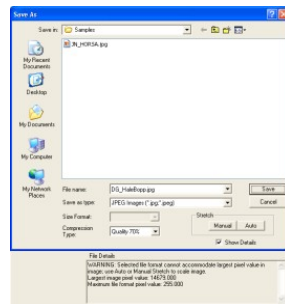 Save As
Save in: Samples
JN_HORSA.jpg
My Recent
Documents
Desktop
My Documents
My Computer
My Network
Places
File name: DG_HaleBopp.jpg Save
Save as type: JPEG Images (*.jpg;*.jpeg) Cancel
Size Format:
Stretch
Compression
Type: Quality 70% Manual Auto
Show Details
File Details
WARNING: Selected file format cannot accommodate largest pixel value in
image; use Auto or Manual Stretch to scale image.
Largest image pixel value: 14679.000
Maximum file format pixel value: 255.000